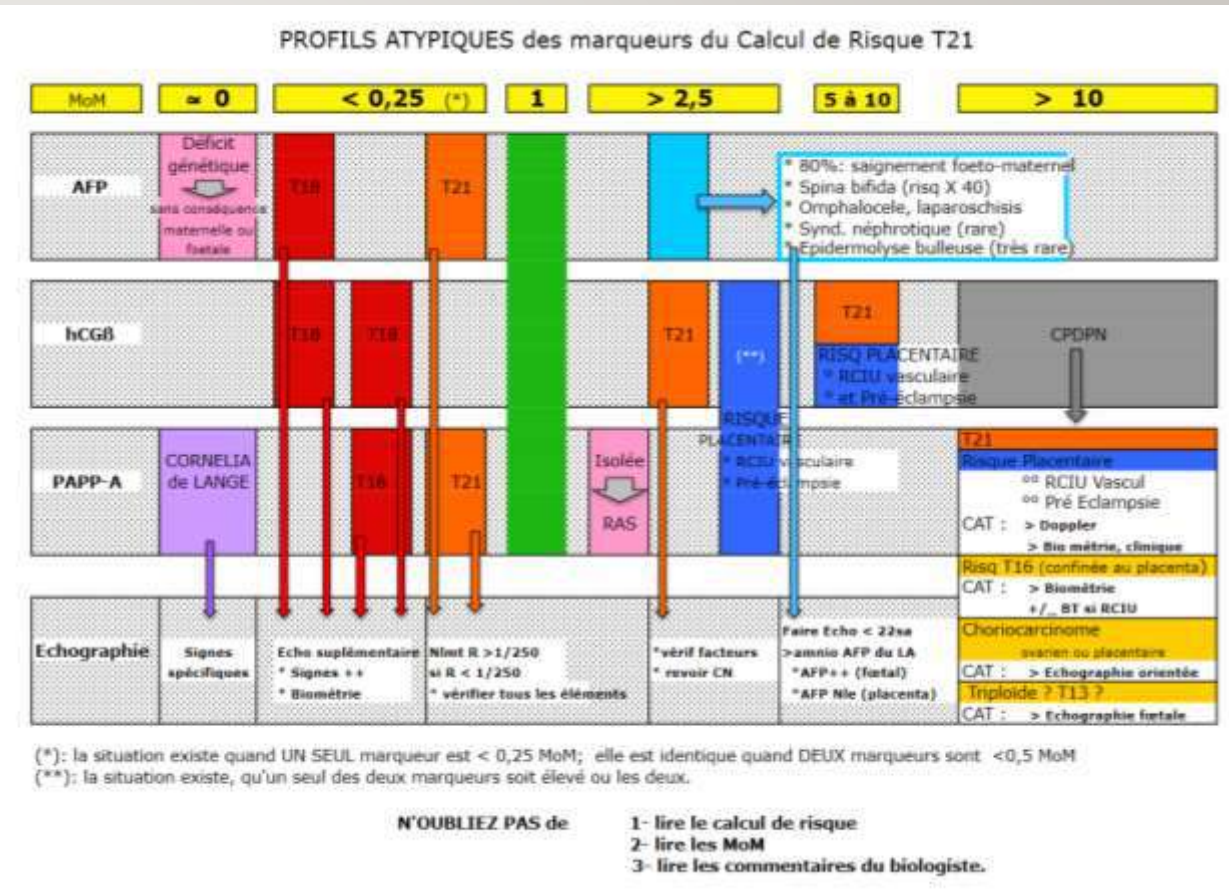 PROFILS ATYPIQUES des marqueurs du Calcul de Risque T21
MoM
≃ 0
< 0,25 (*)
1
> 2,5
5 à 10
> 10
AFP
Déficit
génétique
sans conséquence
maternelle ou
foetale
T18
T21
* 80%: saignement foeto-maternel
* Spina bifida (risq X 40)
* Omphalocele, laparoschisis
* Synd. néphrotique (rare)
* Epidermolyse bulleuse (très rare)
hCGß
T18
T18
T21
(**)
T21
RISQ PLACENTAIRE
* RCIU vasculaire
* et Pré-éclampsie
CPDPN
RISQUE
PLACENTAIRE
* RCIU vasculaire
* Pré-éclampsie
PAPP-A
CORNELIA
de LANGE
T18
T21
Isolée
RAS
T21
Risque Placentaire
ºº RCIU Vascul
ºº Pré Eclampsie
CAT : > Doppler
> Bio métrie, clinique
Risq T16 (confinée au placenta)
CAT : > Biométrie
+/_ BT si RCIU
Choriocarcinome
ovarien ou placentaire
CAT : > Echographie orientée
Triploïde ? T13 ?
CAT : > Echographie fœtale
Echographie
Signes
spécifiques
Echo suplémentaire
* Signes ++
* Biométrie
Nlmt R >1/250
si R < 1/250
* vérifier tous les éléments
*vérif facteurs
* revoir CN
Faire Echo < 22sa
>amnio AFP du LA
*AFP++ (fœtal)
*AFP Nle (placenta)
(*): la situation existe quand UN SEUL marqueur est < 0,25 MoM; elle est identique quand DEUX marqueurs sont <0,5 MoM
(**): la situation existe, qu'un seul des deux marqueurs soit élevé ou les deux.
N'OUBLIEZ PAS de
1- lire le calcul de risque
2- lire les MoM
3- lire les commentaires du biologiste.